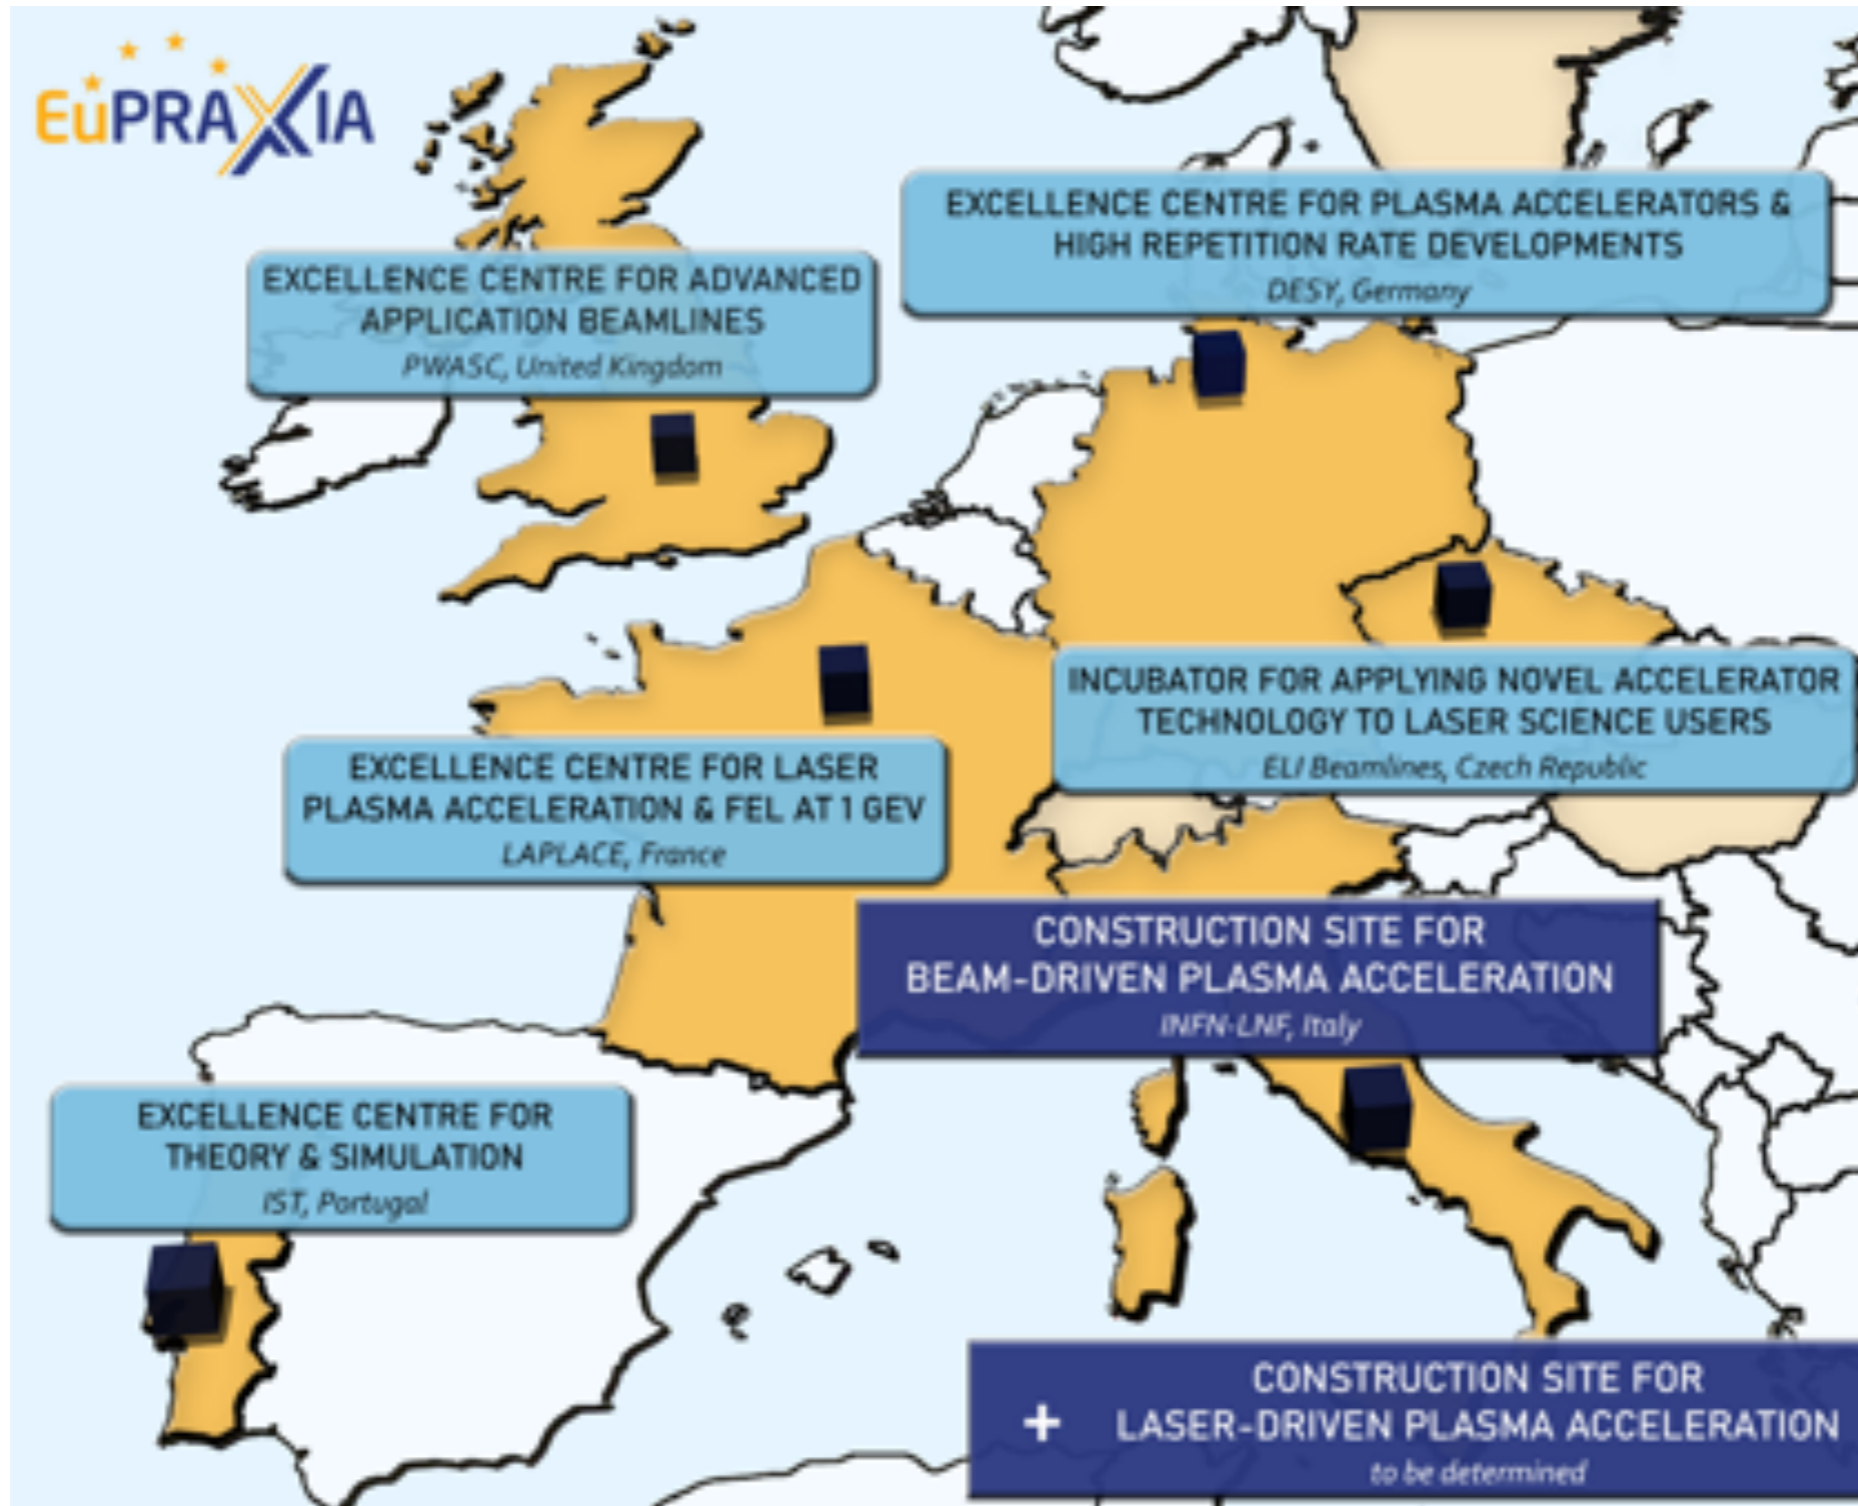 EuPRAXIA
EXCELLENCE CENTRE FOR PLASMA ACCELERATORS &
HIGH REPETITION RATE DEVELOPMENTS
DESY, Germany
EXCELLENCE CENTRE FOR ADVANCED
APPLICATION BEAMLINES
PWASC, United Kingdom
INCUBATOR FOR APPLYING NOVEL ACCELERATOR
TECHNOLOGY TO LASER SCIENCE USERS
ELI Beamlines, Czech Republic
EXCELLENCE CENTRE FOR LASER
PLASMA ACCELERATION & FEL AT 1 GEV
LAPLACE, France
CONSTRUCTION SITE FOR
BEAM-DRIVEN PLASMA ACCELERATION
INFN-LNF, Italy
EXCELLENCE CENTRE FOR
THEORY & SIMULATION
IST, Portugal
CONSTRUCTION SITE FOR
+ LASER-DRIVEN PLASMA ACCELERATION
to be determined